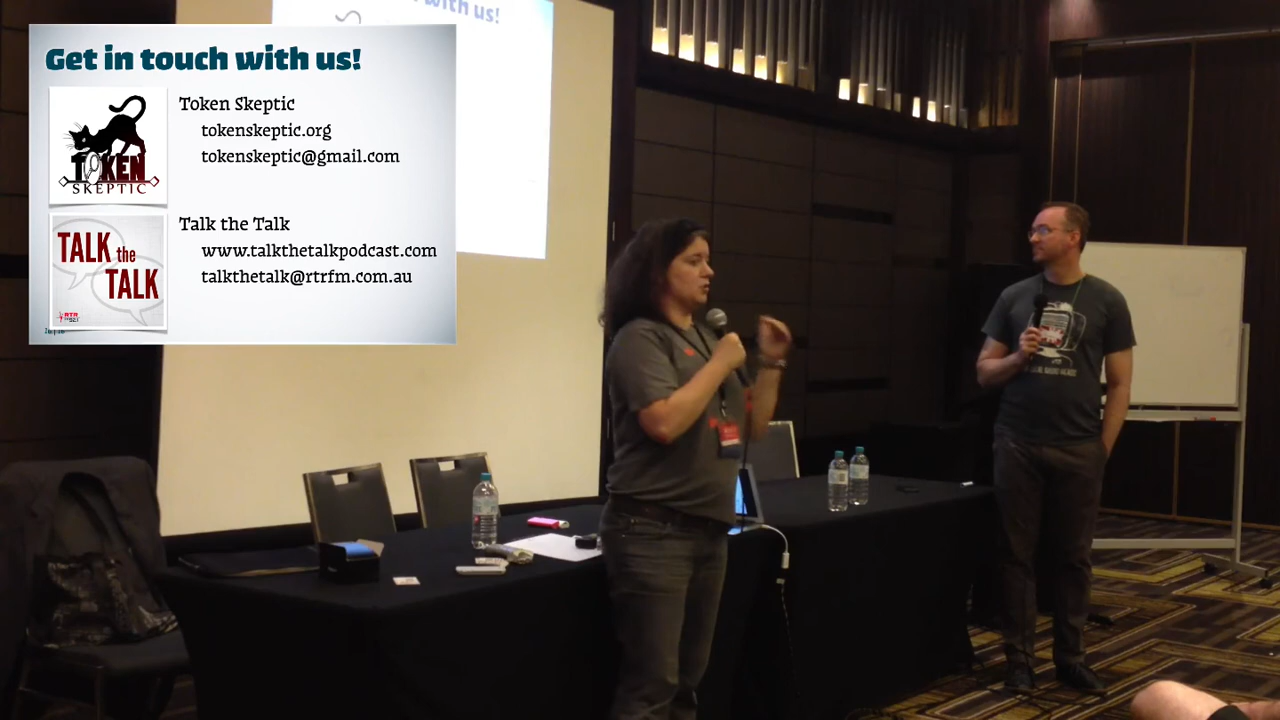 with us!
Get in touch with us!
TOKEN
SKEPTIC
Token Skeptic
tokenskeptic.org
tokenskeptic@gmail.com
TALK the
TALK
RTR
Talk the Talk
www.talkthetalkpodcast.com
talkthetalk@rtrfm.com.au